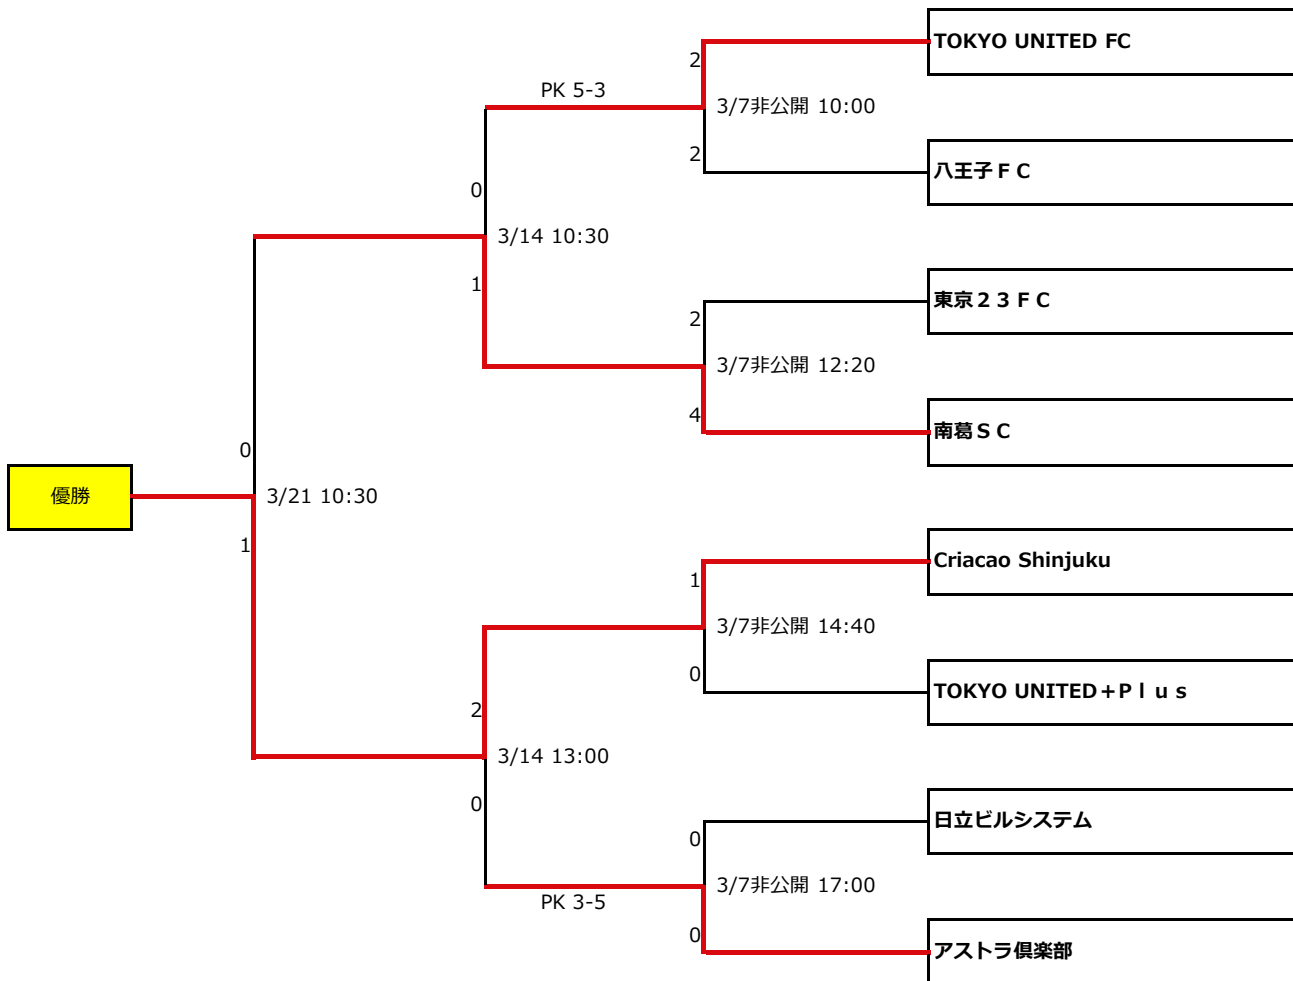 TOKYO UNITED FC
2
PK 5-3
3/7非公開 10:00
2
八王子ＦＣ
0
3/14 10:30
1
東京２３ＦＣ
2
3/7非公開 12:20
4
南葛ＳＣ
0
優勝
3/21 10:30
1
Criacao Shinjuku
1
3/7非公開 14:40
0
TOKYO UNITED＋Pｌｕｓ
2
3/14 13:00
0
日立ビルシステム
0
3/7非公開 17:00
PK 3-5
0
アストラ倶楽部